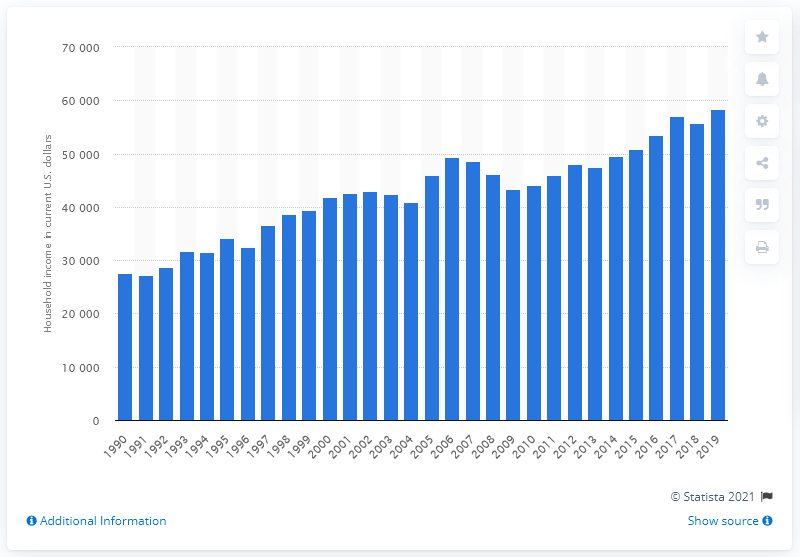 70 000
60 000
50 000
40 000
30 000
20 000
10 000
0
Household income in current U.S. dollars
1990 1991 1992 1993 1994 1995 1996 1997 1998 1999 2000 2001 2002 2003 2004 2005 2006 2007 2008 2009 2010 2011 2012 2013 2014 2015 2016 2017 2018 2019
© Statista 2021
Additional Information
Show source